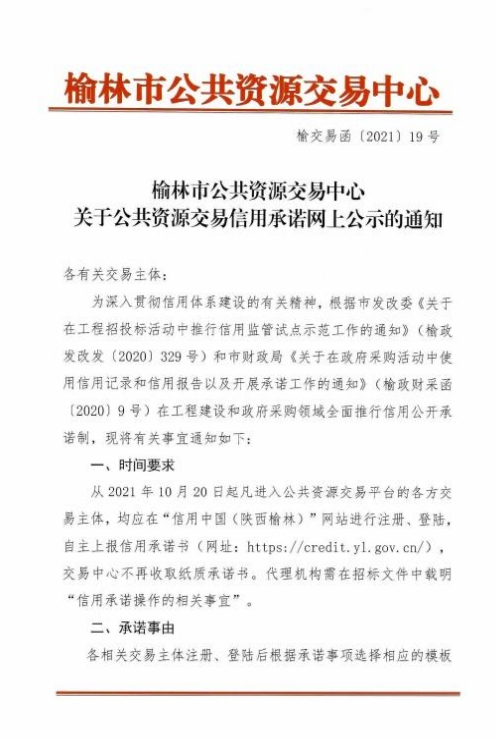 榆林市公共资源交易中心
榆交易函〔2021〕19号
榆林市公共资源交易中心
关于公共资源交易信用承诺网上公示的通知
各有关交易主体：
为深入贯彻信用体系建设的有关精神，根据市发改委《关于
在工程招投标活动中推行信用监管试点示范工作的通知》（榆政
发改发〔2020〕329号）和市财政局《关于在政府采购活动中使
用信用记录和信用报告以及开展承诺工作的通知》（榆政财采函
〔2020〕9号）在工程建设和政府采购领域全面推行信用公开承
诺制，现将有关事宜通知如下：
一、时间要求
从2021年10月20日起凡进入公共资源交易平台的各方交
易主体，均应在“信用中国（陕西榆林）”网站进行注册、登陆，
自主上报信用承诺书（网址：https://credit.yl.gov.cn/），
交易中心不再收取纸质承诺书。代理机构需在招标文件中载明
“信用承诺操作的相关事宜”。
二、承诺事由
各相关交易主体注册、登陆后根据承诺事项选择相应的模板